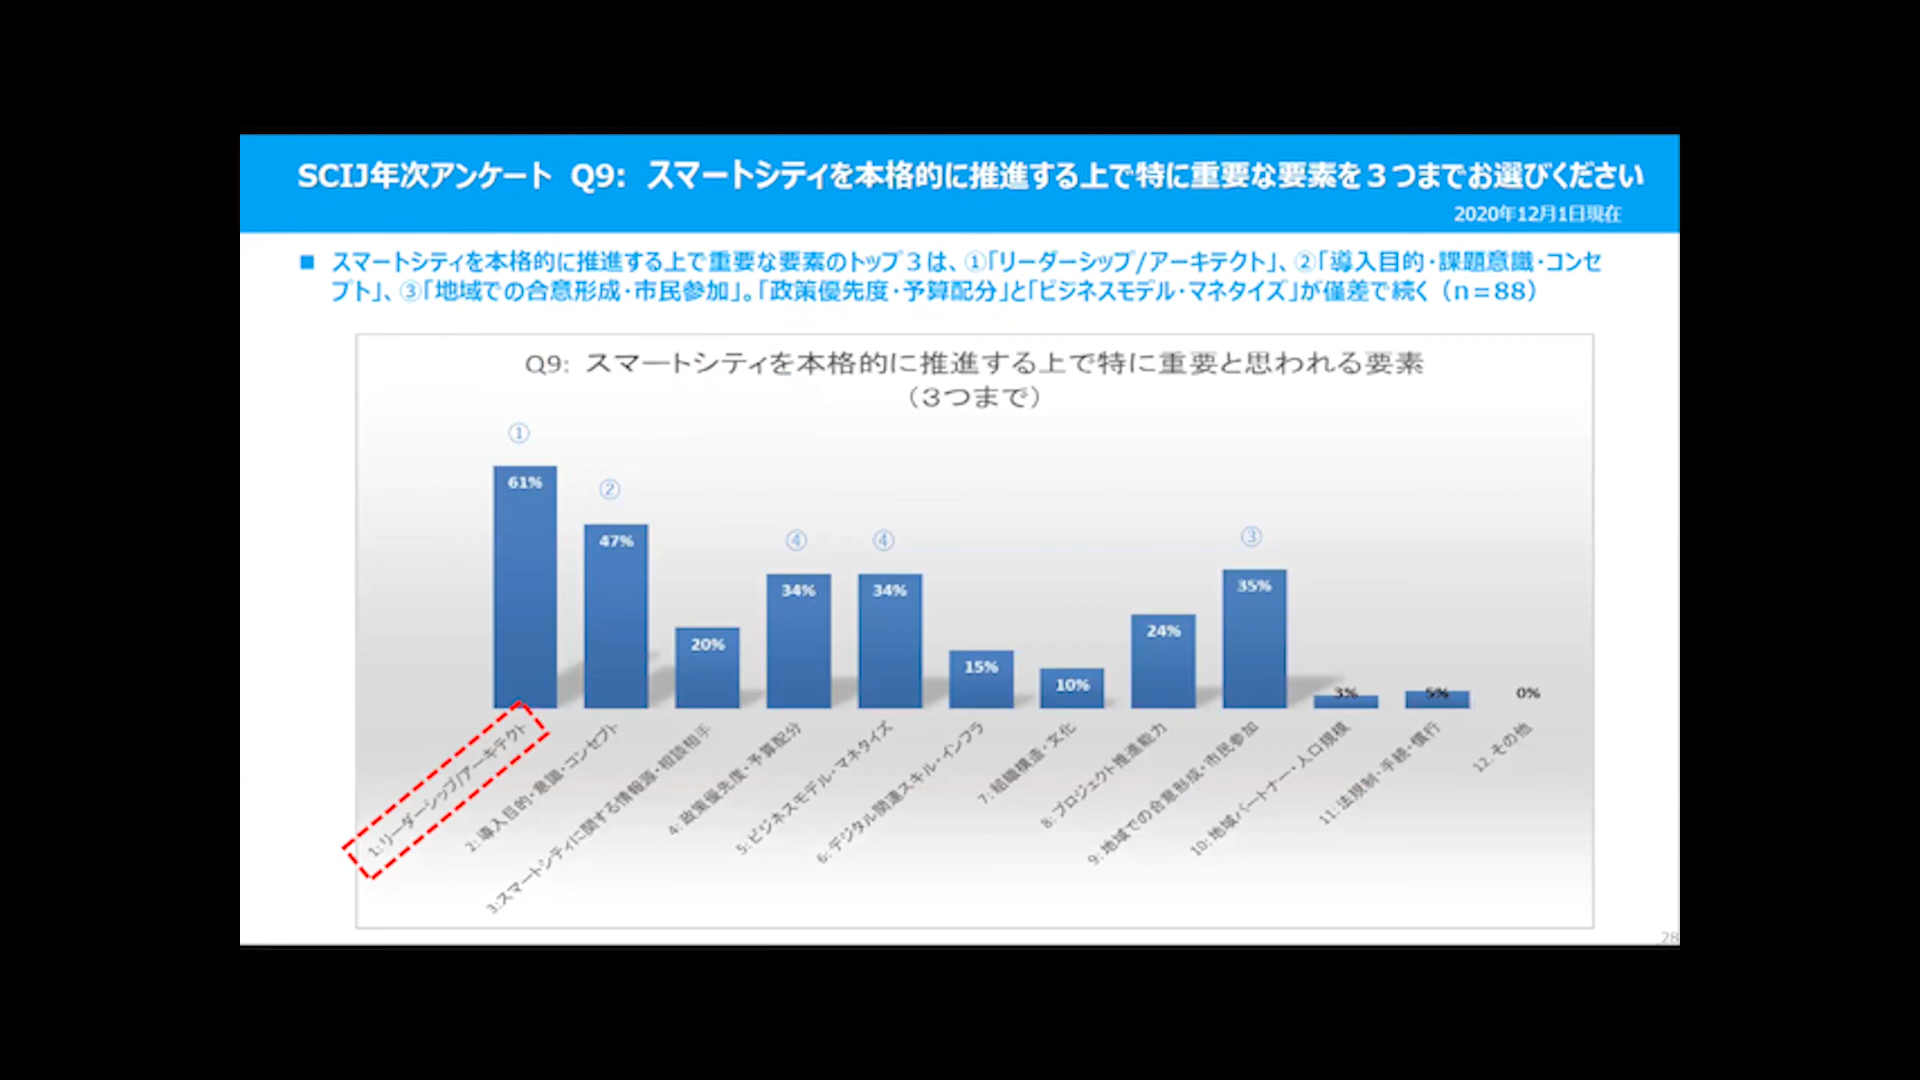 SCIJ年次アンケート Q9: スマートシティを本格的に推進する上で特に重要な要素を３つまでお選びください
2020年12月1日現在
■ スマートシティを本格的に推進する上で重要な要素のトップ３は、①「リーダーシップ/アーキテクト」、②「導入目的・課題意識・コンセ
プト」、③「地域での合意形成・市民参加」。「政策優先度・予算配分」と「ビジネスモデル・マネタイズ」が僅差で続く（n＝88）
Q9: スマートシティを本格的に推進する上で特に重要と思われる要素
（3つまで）
①
②
④
④
③
61%
47%
20%
34%
34%
15%
10%
24%
35%
3%
5%
0%
1: リーダーシップ/アーキテクト
2: 導入目的・意識・コンセプト
3:スマートシティに関する情報源・相談相手
4: 政策優先度・予算配分
5: ビジネスモデル・マネタイズ
6: デジタル関連スキル・インフラ
7: 組織構造・文化
8: プロジェクト推進能力
9: 地域での合意形成・市民参加
10: 地域パートナー・人口規模
11: 法規制・手続・慣行
12. その他
28